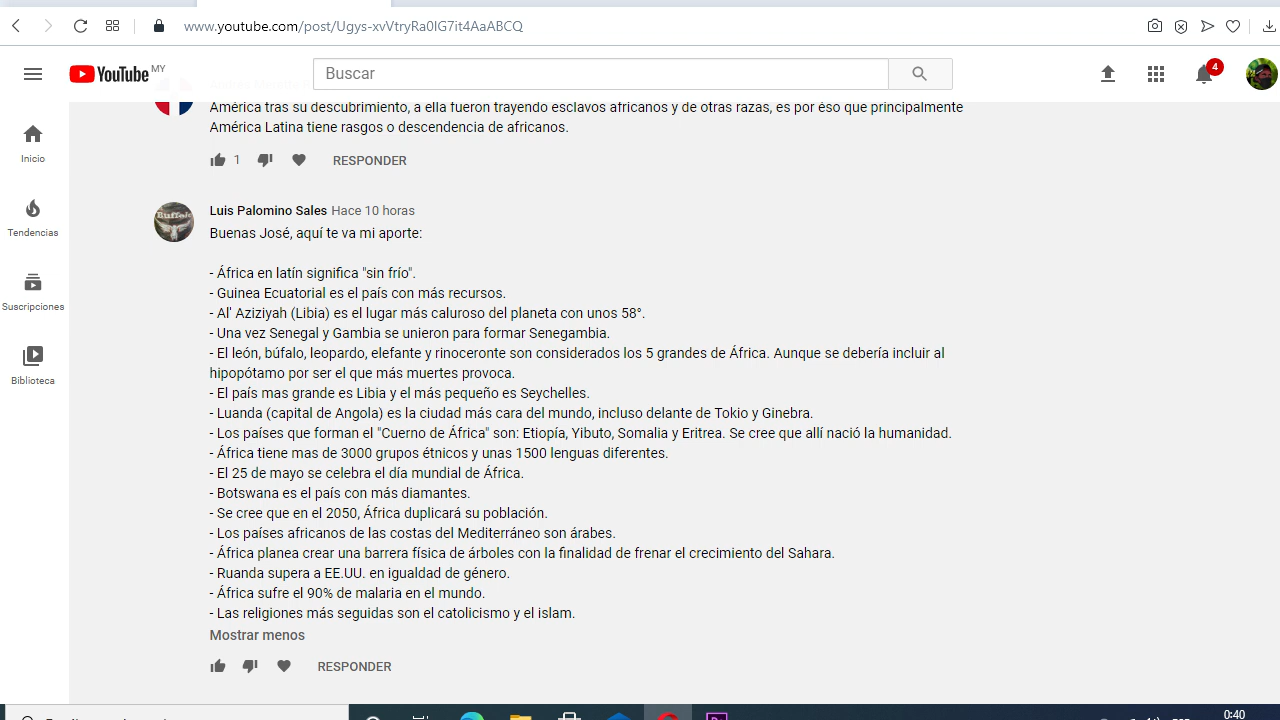 www.youtube.com/post/Ugys-xvVtryRa0IG7it4AaABCQ
YouTube MY
Buscar
4
Inicio
Tendencias
Suscripciones
Biblioteca
América tras su descubrimiento, a ella fueron trayendo esclavos africanos y de otras razas, es por éso que principalmente
América Latina tiene rasgos o descendencia de africanos.
1 RESPONDER
Luis Palomino Sales Hace 10 horas
Buenas José, aquí te va mi aporte:
- África en latín significa "sin frío".
- Guinea Ecuatorial es el país con más recursos.
- Al' Aziziyah (Libia) es el lugar más caluroso del planeta con unos 58°.
- Una vez Senegal y Gambia se unieron para formar Senegambia.
- El león, búfalo, leopardo, elefante y rinoceronte son considerados los 5 grandes de África. Aunque se debería incluir al
hipopótamo por ser el que más muertes provoca.
- El país mas grande es Libia y el más pequeño es Seychelles.
- Luanda (capital de Angola) es la ciudad más cara del mundo, incluso delante de Tokio y Ginebra.
- Los países que forman el "Cuerno de África" son: Etiopía, Yibuto, Somalia y Eritrea. Se cree que allí nació la humanidad.
- África tiene mas de 3000 grupos étnicos y unas 1500 lenguas diferentes.
- El 25 de mayo se celebra el día mundial de África.
- Botswana es el país con más diamantes.
- Se cree que en el 2050, África duplicará su población.
- Los países africanos de las costas del Mediterráneo son árabes.
- África planea crear una barrera física de árboles con la finalidad de frenar el crecimiento del Sahara.
- Ruanda supera a EE.UU. en igualdad de género.
- África sufre el 90% de malaria en el mundo.
- Las religiones más seguidas son el catolicismo y el islam.
Mostrar menos
RESPONDER
0:40